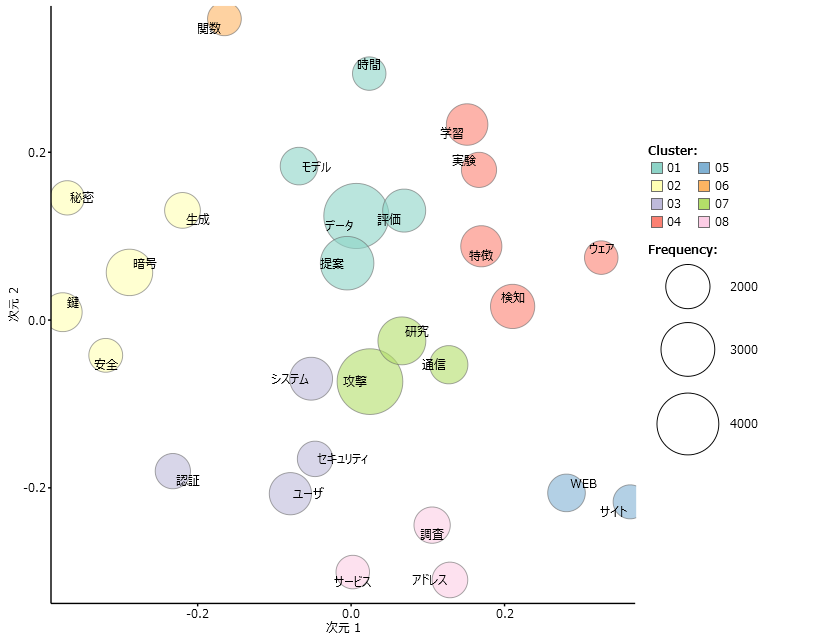 関数
時間
学習
実験
モデル
秘密
生成
データ
評価
暗号
提案
特徴
ウェア
鍵
検知
研究
安全
通信
システム
攻撃
セキュリティ
認証
ユーザ
WEB
サイト
調査
サービス
アドレス
0.2
0.0
-0.2
次元 2
-0.2
0.0
0.2
次元 1
Cluster:
01
05
02
06
03
07
04
08
Frequency:
2000
3000
4000